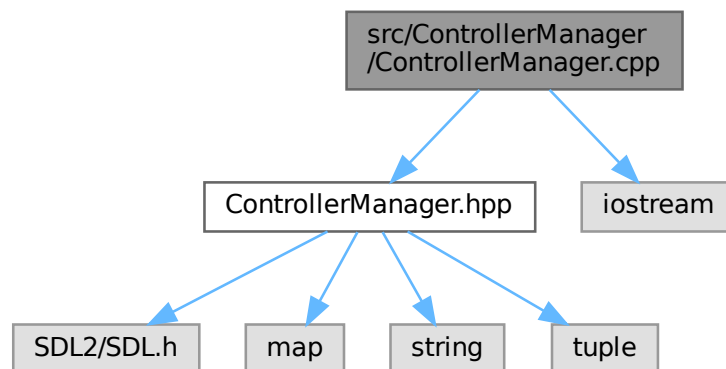 src/ControllerManager
/ControllerManager.cpp
ControllerManager.hpp
iostream
SDL2/SDL.h
map
string
tuple